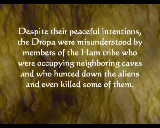 Despite their peaceful intentions,
the Dropa were misunderstood by
members of the Ham tribe who
were occupying neighboring caves
and who hunted down the aliens
and even killed some of them.